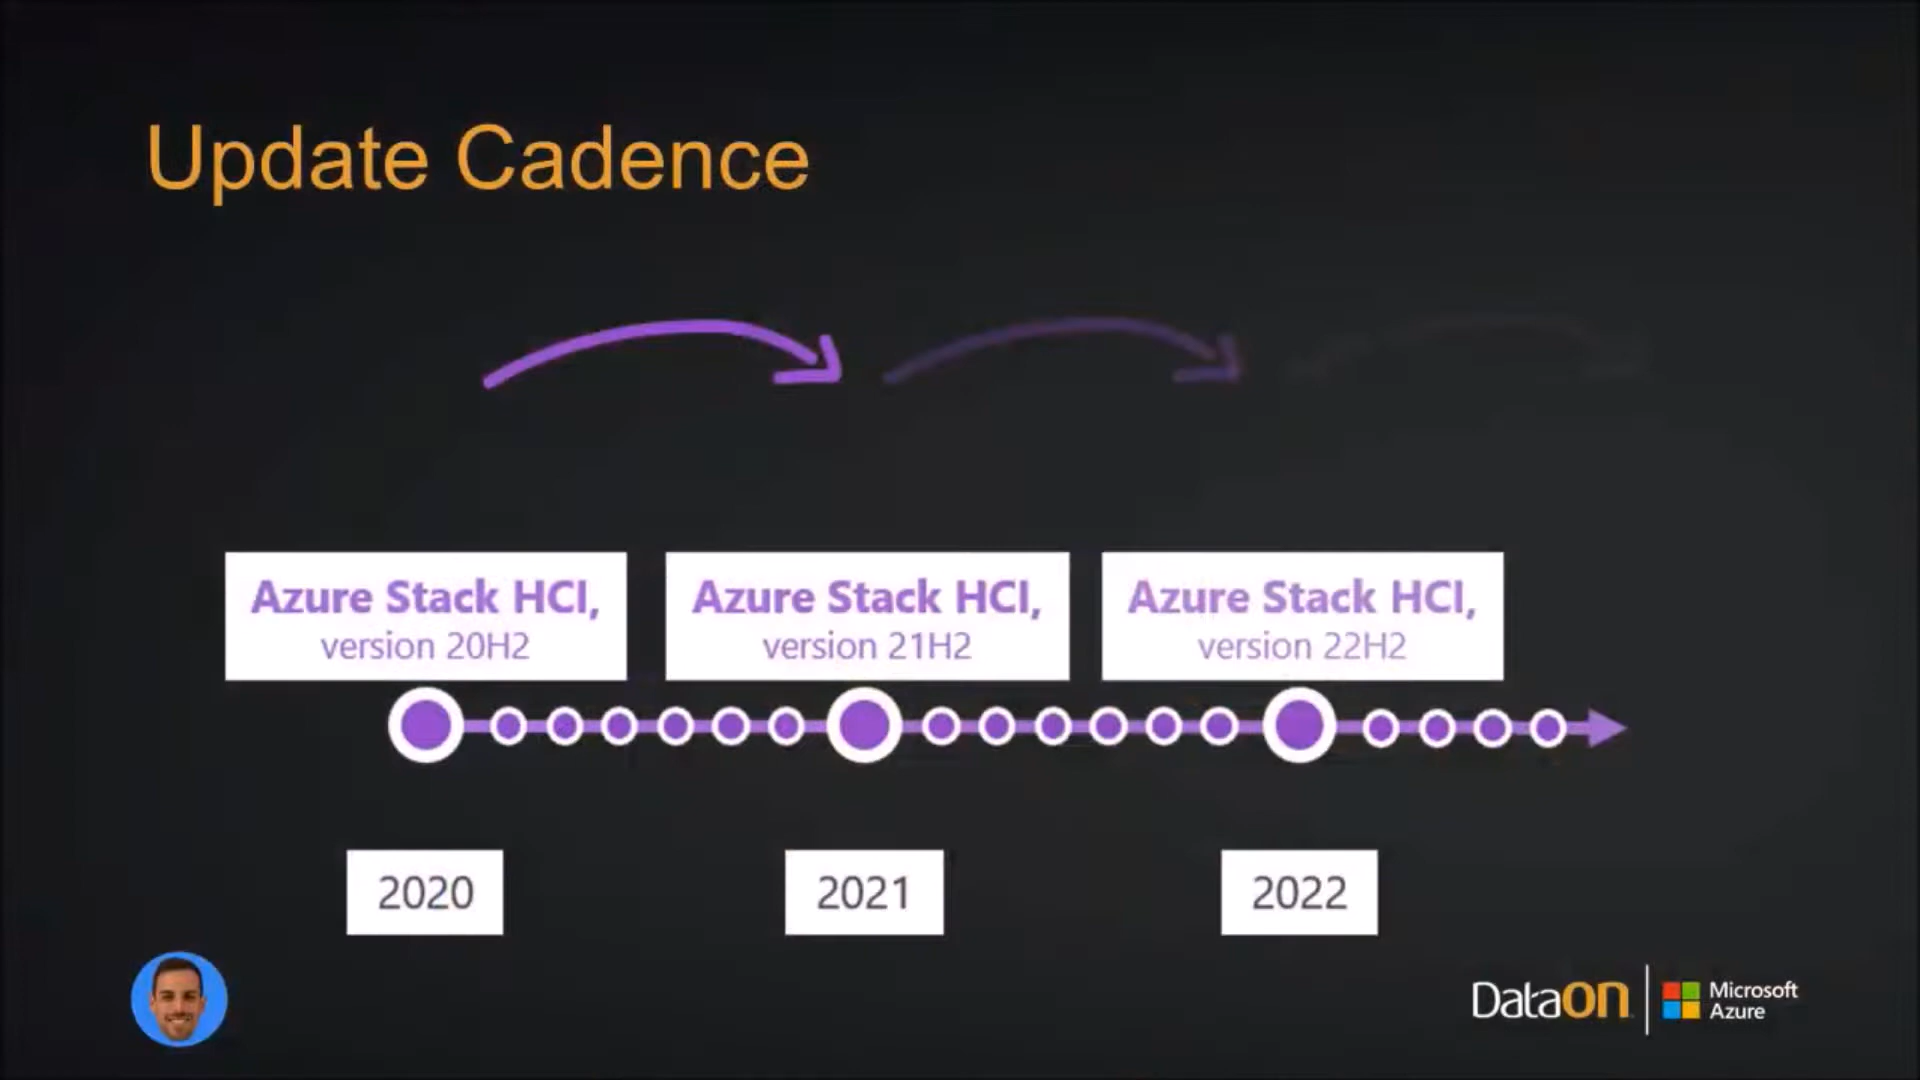 Update Cadence
Azure Stack HCI,
version 20H2
Azure Stack HCI,
version 21H2
Azure Stack HCI,
version 22H2
2020
2021
2022
DataON
Microsoft
Azure